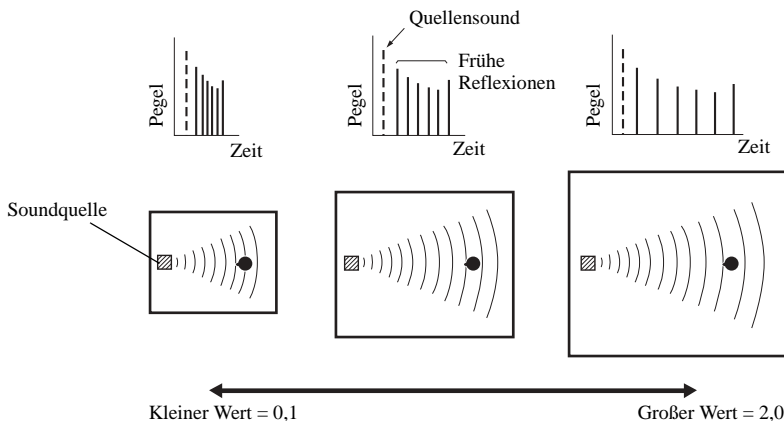 Quellensound
Frühe
Reflexionen
Pegel
Zeit
Pegel
Zeit
Pegel
Zeit
Soundquelle
Kleiner Wert = 0,1
Großer Wert = 2,0